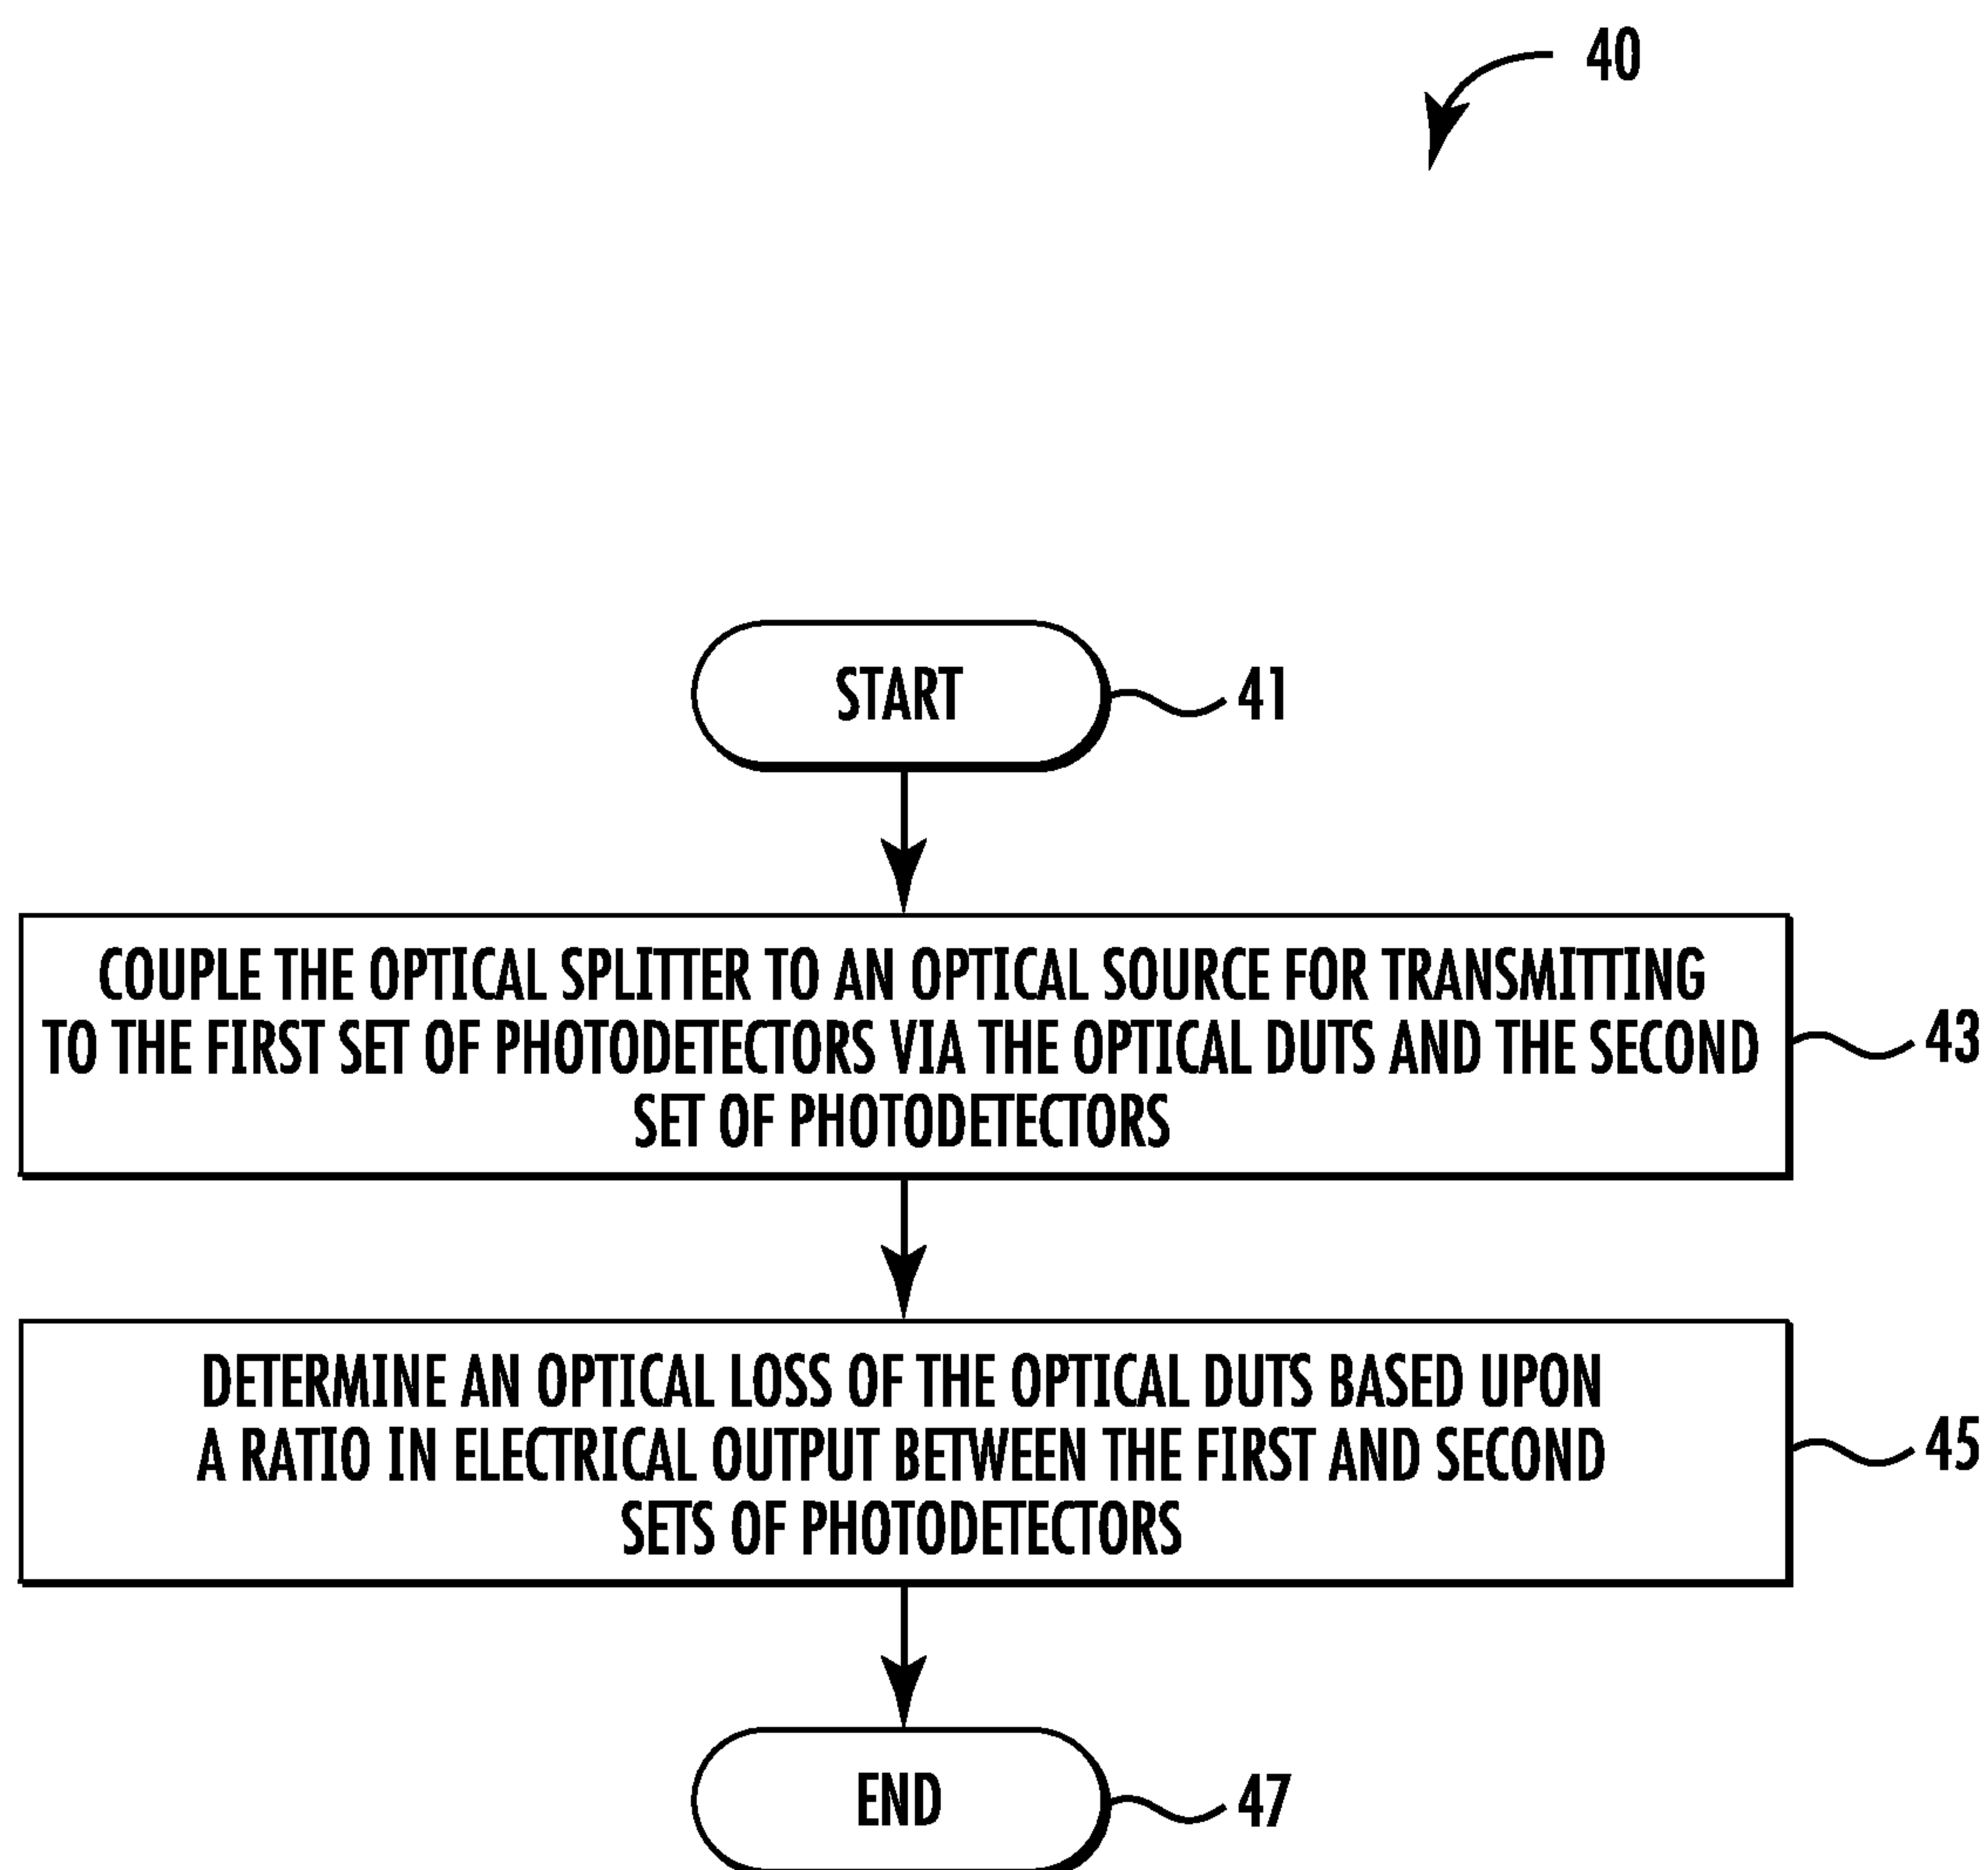 40
START
41
COUPLE THE OPTICAL SPLITTER TO AN OPTICAL SOURCE FOR TRANSMITTING
TO THE FIRST SET OF PHOTODETECTORS VIA THE OPTICAL DUTS AND THE SECOND
SET OF PHOTODETECTORS
43
DETERMINE AN OPTICAL LOSS OF THE OPTICAL DUTS BASED UPON
A RATIO IN ELECTRICAL OUTPUT BETWEEN THE FIRST AND SECOND
SETS OF PHOTODETECTORS
45
END
47